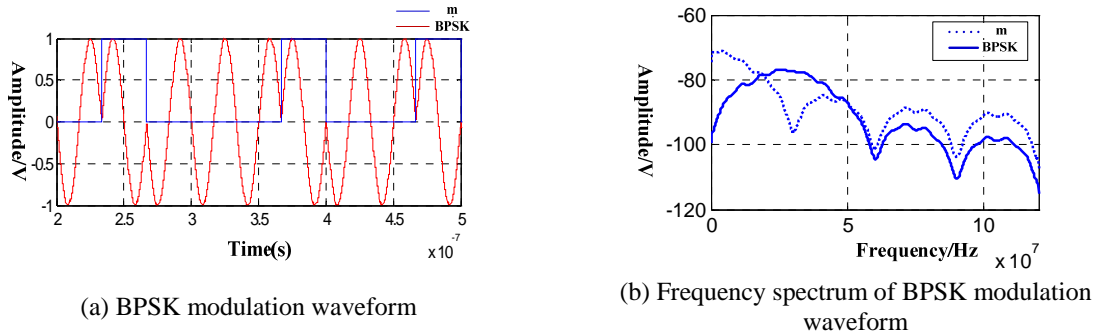 m
BPSK
1
0.5
0
-0.5
-1
Amplitude/V
2 2.5 3 3.5 4 4.5 5
Time(s)
x10^-7
(a) BPSK modulation waveform
m
BPSK
-60
-80
-100
-120
Amplitude/V
0 5 10
Frequency/Hz
x 10^7
(b) Frequency spectrum of BPSK modulation
waveform